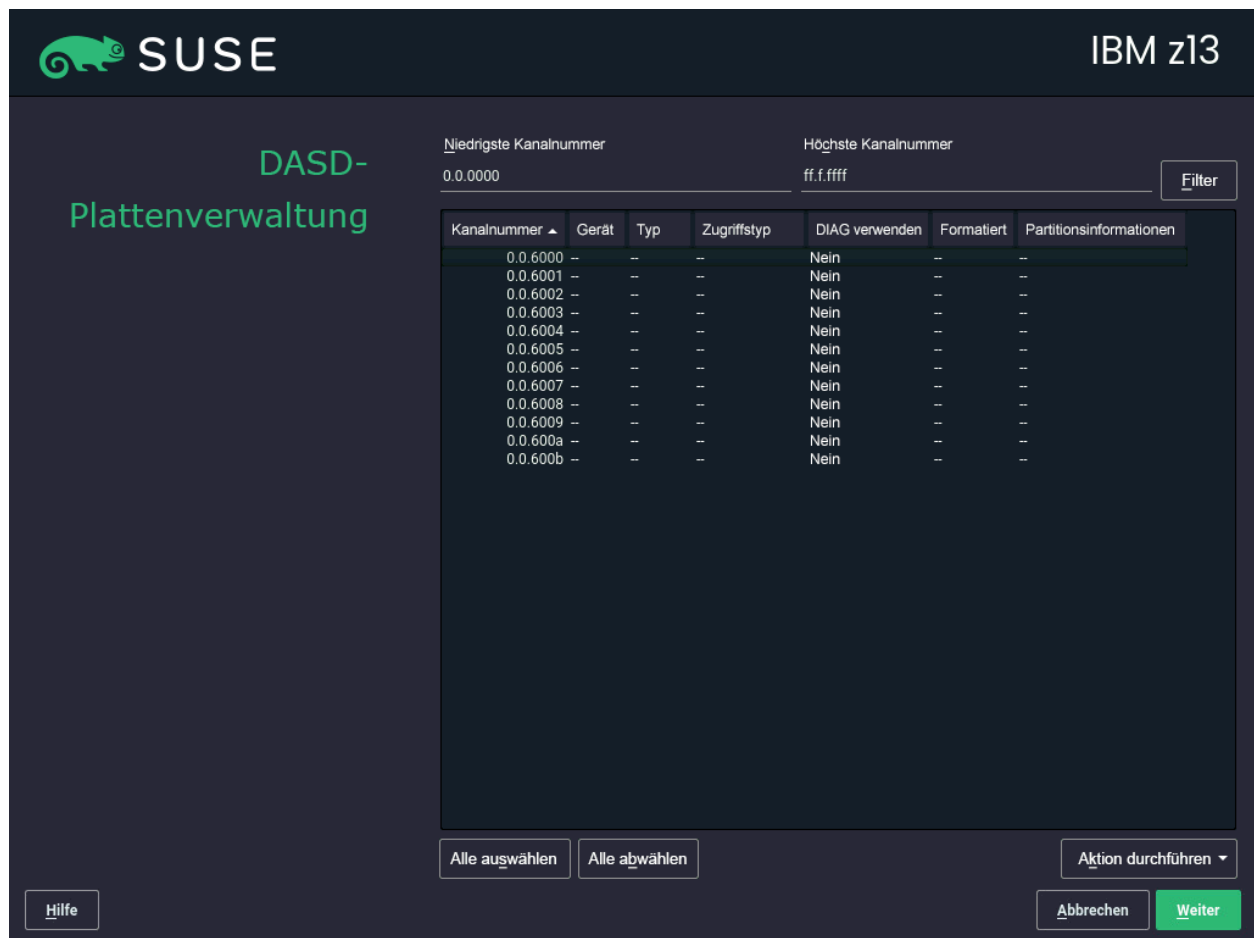 SUSE
IBM z13
DASD-
Plattenverwaltung
Niedrigste Kanalnummer
Höchste Kanalnummer
0.0.0000
ff.f.ffff
Filter
Kanalnummer Gerät Typ Zugriffstyp DIAG verwenden Formatiert Partitionsinformationen
0.0.6000 -- -- -- Nein -- --
0.0.6001 -- -- -- Nein -- --
0.0.6002 -- -- -- Nein -- --
0.0.6003 -- -- -- Nein -- --
0.0.6004 -- -- -- Nein -- --
0.0.6005 -- -- -- Nein -- --
0.0.6006 -- -- -- Nein -- --
0.0.6007 -- -- -- Nein -- --
0.0.6008 -- -- -- Nein -- --
0.0.6009 -- -- -- Nein -- --
0.0.600a -- -- -- Nein -- --
0.0.600b -- -- -- Nein -- --
Alle auswählen
Alle abwählen
Aktion durchführen
Hilfe
Abbrechen
Weiter